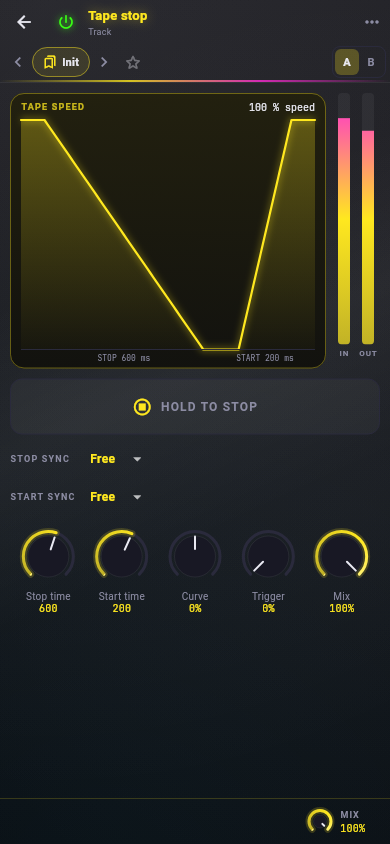 Tape stop
Track
Init
A B
TAPE SPEED 100 % speed
STOP 600 ms START 200 ms
IN OUT
HOLD TO STOP
STOP SYNC Free
START SYNC Free
Stop time Start time Curve Trigger Mix
600 200 0% 0% 100%
MIX
100%